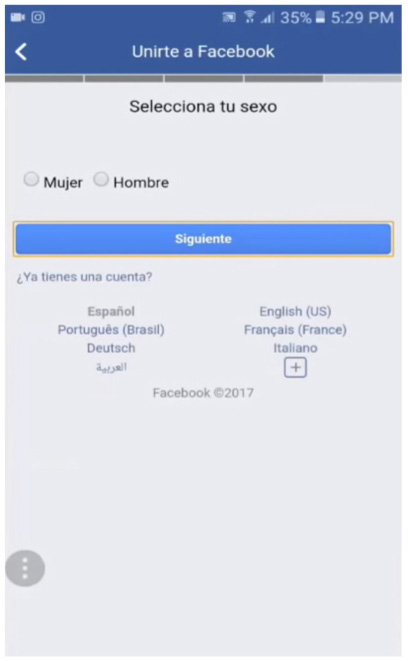 35% 5:29 PM
Unirte a Facebook
Selecciona tu sexo
Mujer Hombre
Siguiente
¿Ya tienes una cuenta?
Español English (US)
Português (Brasil) Français (France)
Deutsch Italiano
العربية +
Facebook ©2017